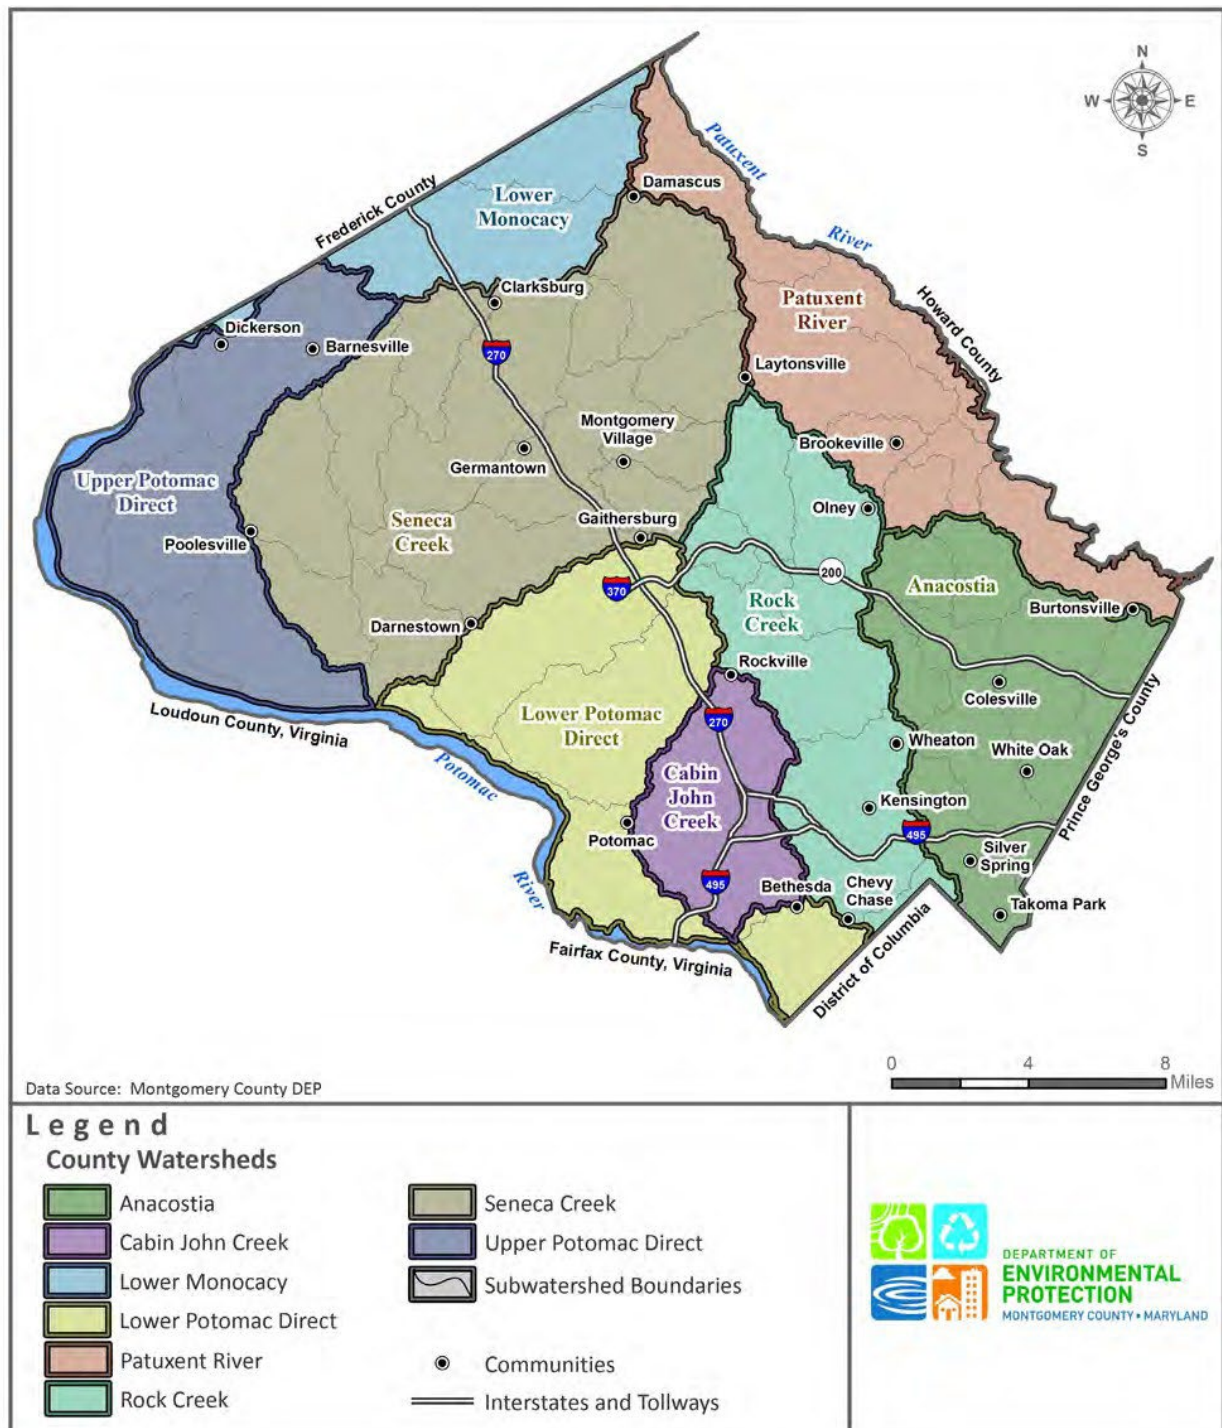 N
W
E
S
Patuxent
River
Damascus
Lower
Monocacy
Frederick County
Clarksburg
Patuxent
River
Howard County
Dickerson
Barnesville
270
Laytonsville
Montgomery
Village
Brookeville
Germantown
Upper Potomac
Direct
Olney
Gaithersburg
Seneca
Creek
Poolesville
200
370
Anacostia
Rock
Creek
Burtonsville
Darnestown
Rockville
Colesville
Loudoun County, Virginia
Lower Potomac
Direct
270
Wheaton
White Oak
Prince George's County
Potomac
Cabin
John
Creek
Kensington
Potomac
495
Silver
Spring
River
495
Bethesda
Chevy
Chase
Takoma Park
Fairfax County, Virginia
District of Columbia
0
4
8
Miles
Data Source: Montgomery County DEP
Legend
County Watersheds
Anacostia
Cabin John Creek
Lower Monocacy
Lower Potomac Direct
Patuxent River
Rock Creek
Seneca Creek
Upper Potomac Direct
Subwatershed Boundaries
Communities
Interstates and Tollways
DEPARTMENT OF
ENVIRONMENTAL
PROTECTION
MONTGOMERY COUNTY • MARYLAND